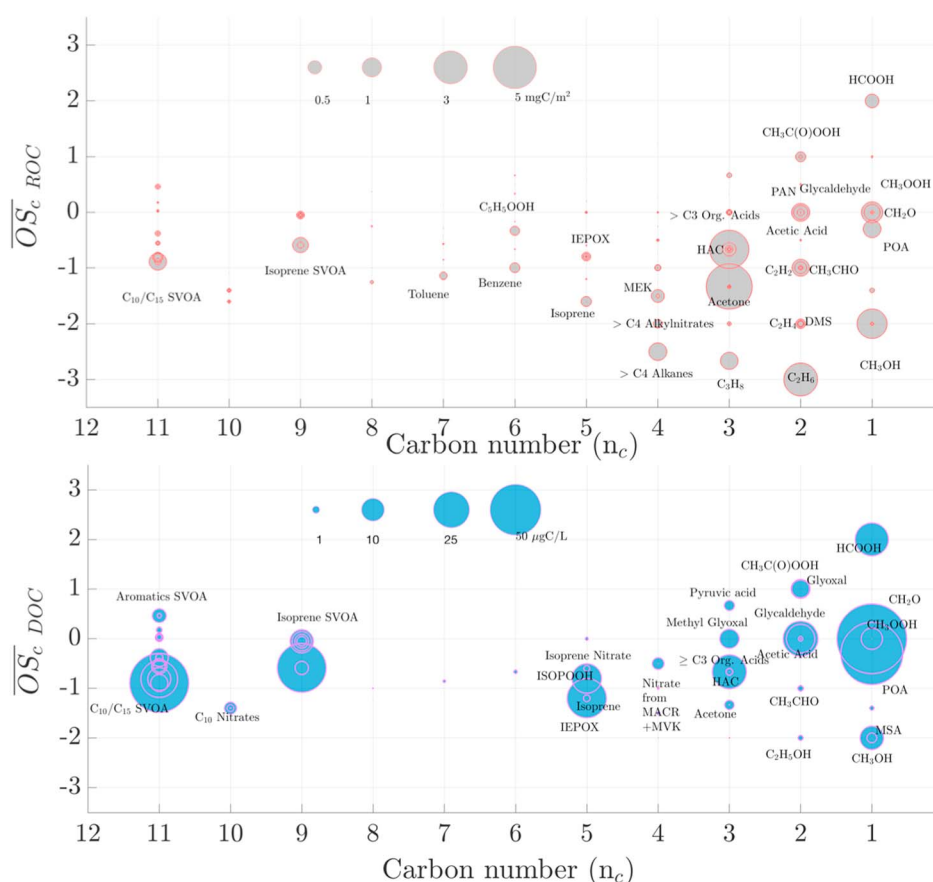 3
HCOOH
2
0.5
1
3
5 mgC/m²
CH₃C(O)OOH
1
PAN
Glycaldehyde
CH₃OOH
0
C₅H₅OOH
> C3 Org. Acids
CH₂O
Acetic Acid
IEPOX
HAC
POA
-1
Isoprene SVOA
C₂H₂
CH₃CHO
C₁₀/C₁₅ SVOA
Toluene
Benzene
MEK
Acetone
Isoprene
-2
> C4 Alkylnitrates
C₂H₄
DMS
-3
> C4 Alkanes
C₃H₈
C₂H₆
CH₃OH
OS̅c ROC
12 11 10 9 8 7 6 5 4 3 2 1
Carbon number (n_c)
3
2
1
10
25
50 μgC/L
HCOOH
CH₃C(O)OOH
1
Glyoxal
Aromatics SVOA
Pyruvic acid
CH₂O
Isoprene SVOA
Methyl Glyoxal
Glycaldehyde
CH₃OOH
0
Isoprene Nitrate
≥ C3 Org. Acids
Acetic Acid
ISOPOOH
HAC
-1
Nitrate
from
MACR
+MVK
CH₃CHO
POA
C₁₀/C₁₅ SVOA
C₁₀ Nitrates
Isoprene
IEPOX
Acetone
-2
C₂H₅OH
MSA
CH₃OH
-3
OS̅c DOC
12 11 10 9 8 7 6 5 4 3 2 1
Carbon number (n_c)